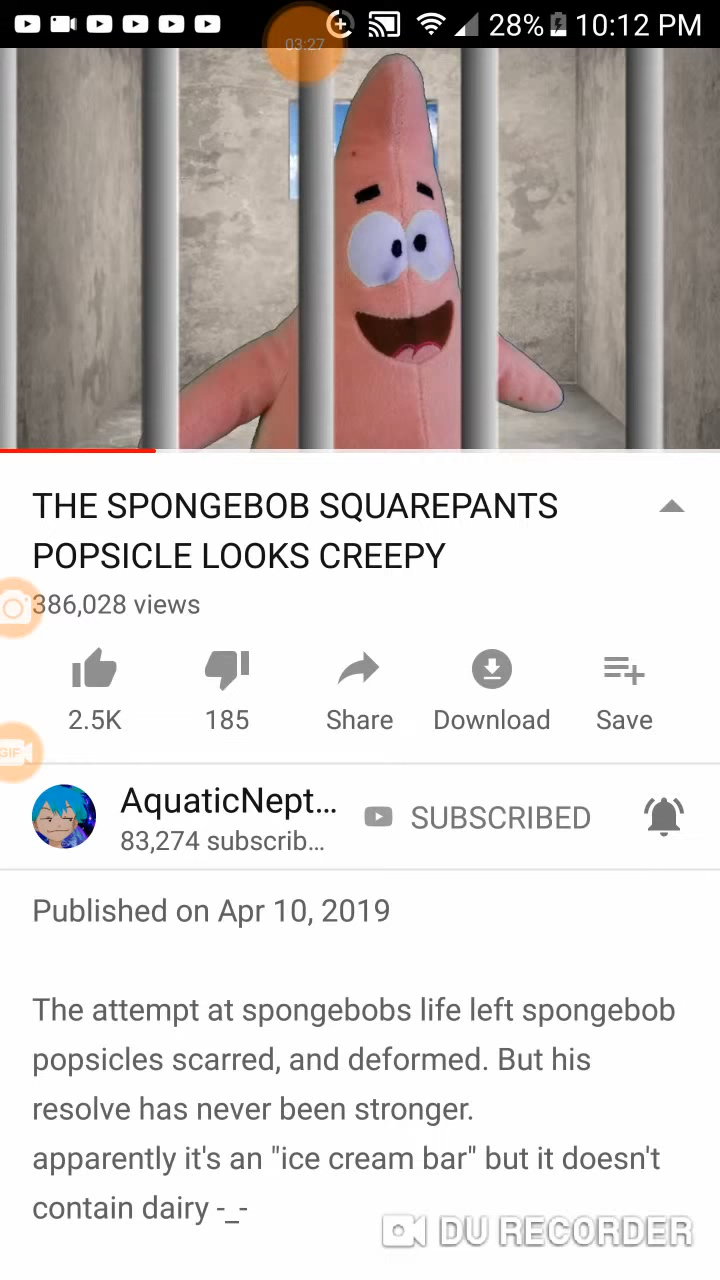 28% 10:12 PM
03:27
THE SPONGEBOB SQUAREPANTS
POPSICLE LOOKS CREEPY
386,028 views
2.5K 185 Share Download Save
GIF
AquaticNept... SUBSCRIBED
83,274 subscrib...
Published on Apr 10, 2019
The attempt at spongebobs life left spongebob
popsicles scarred, and deformed. But his
resolve has never been stronger.
apparently it's an "ice cream bar" but it doesn't
contain dairy -_-
DU RECORDER